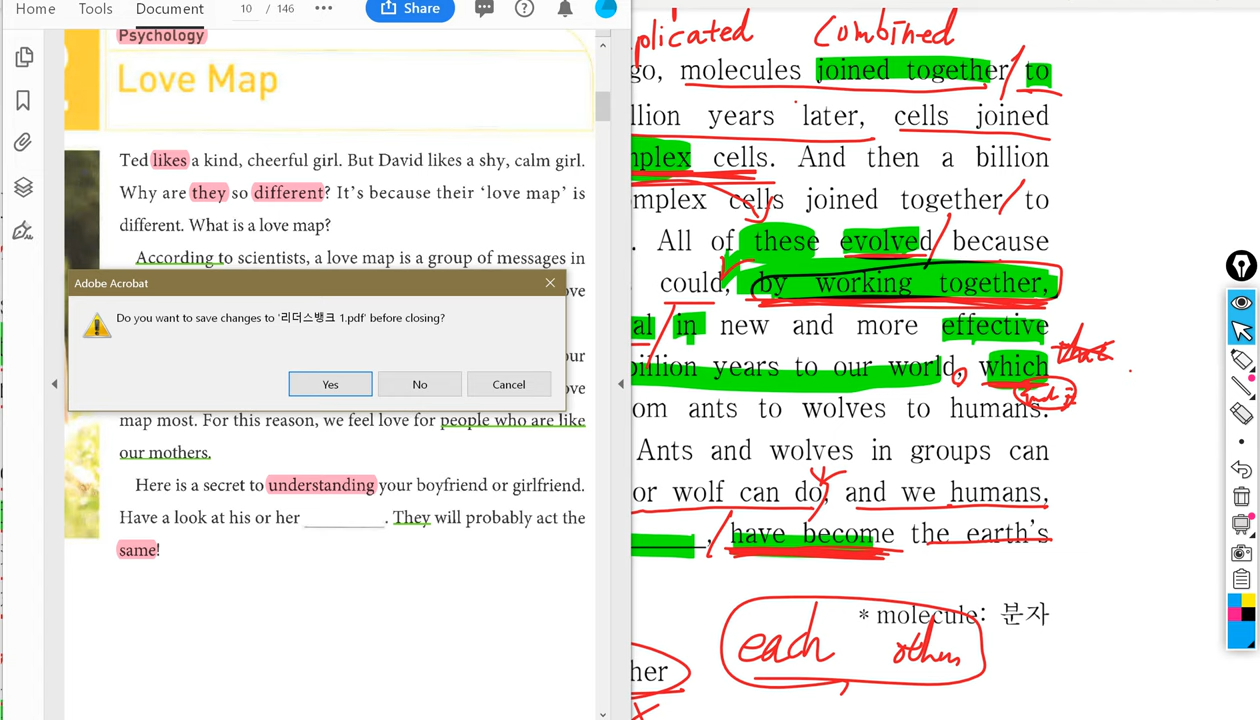 Home Tools Document 10 / 146 ••• Share
Psychology
Love Map
Ted likes a kind, cheerful girl. But David likes a shy, calm girl.
Why are they so different? It's because their 'love map' is
different. What is a love map?
According to scientists, a love map is a group of messages in
Adobe Acrobat
Do you want to save changes to '리더스뱅크 1.pdf' before closing?
Yes No Cancel
map most. For this reason, we feel love for people who are like
our mothers.
Here is a secret to understanding your boyfriend or girlfriend.
Have a look at his or her ________. They will probably act the
same!
plicated Combined
go, molecules joined together to
llion years later, cells joined
mplex cells. And then a billion
mplex cells joined together to
. All of these evolved because
could, by working together,
al in new and more effective
billion years to our world, which
om ants to wolves to humans.
Ants and wolves in groups can
or wolf can do, and we humans,
______, have become the earth's
* molecule: 분자
each other
her